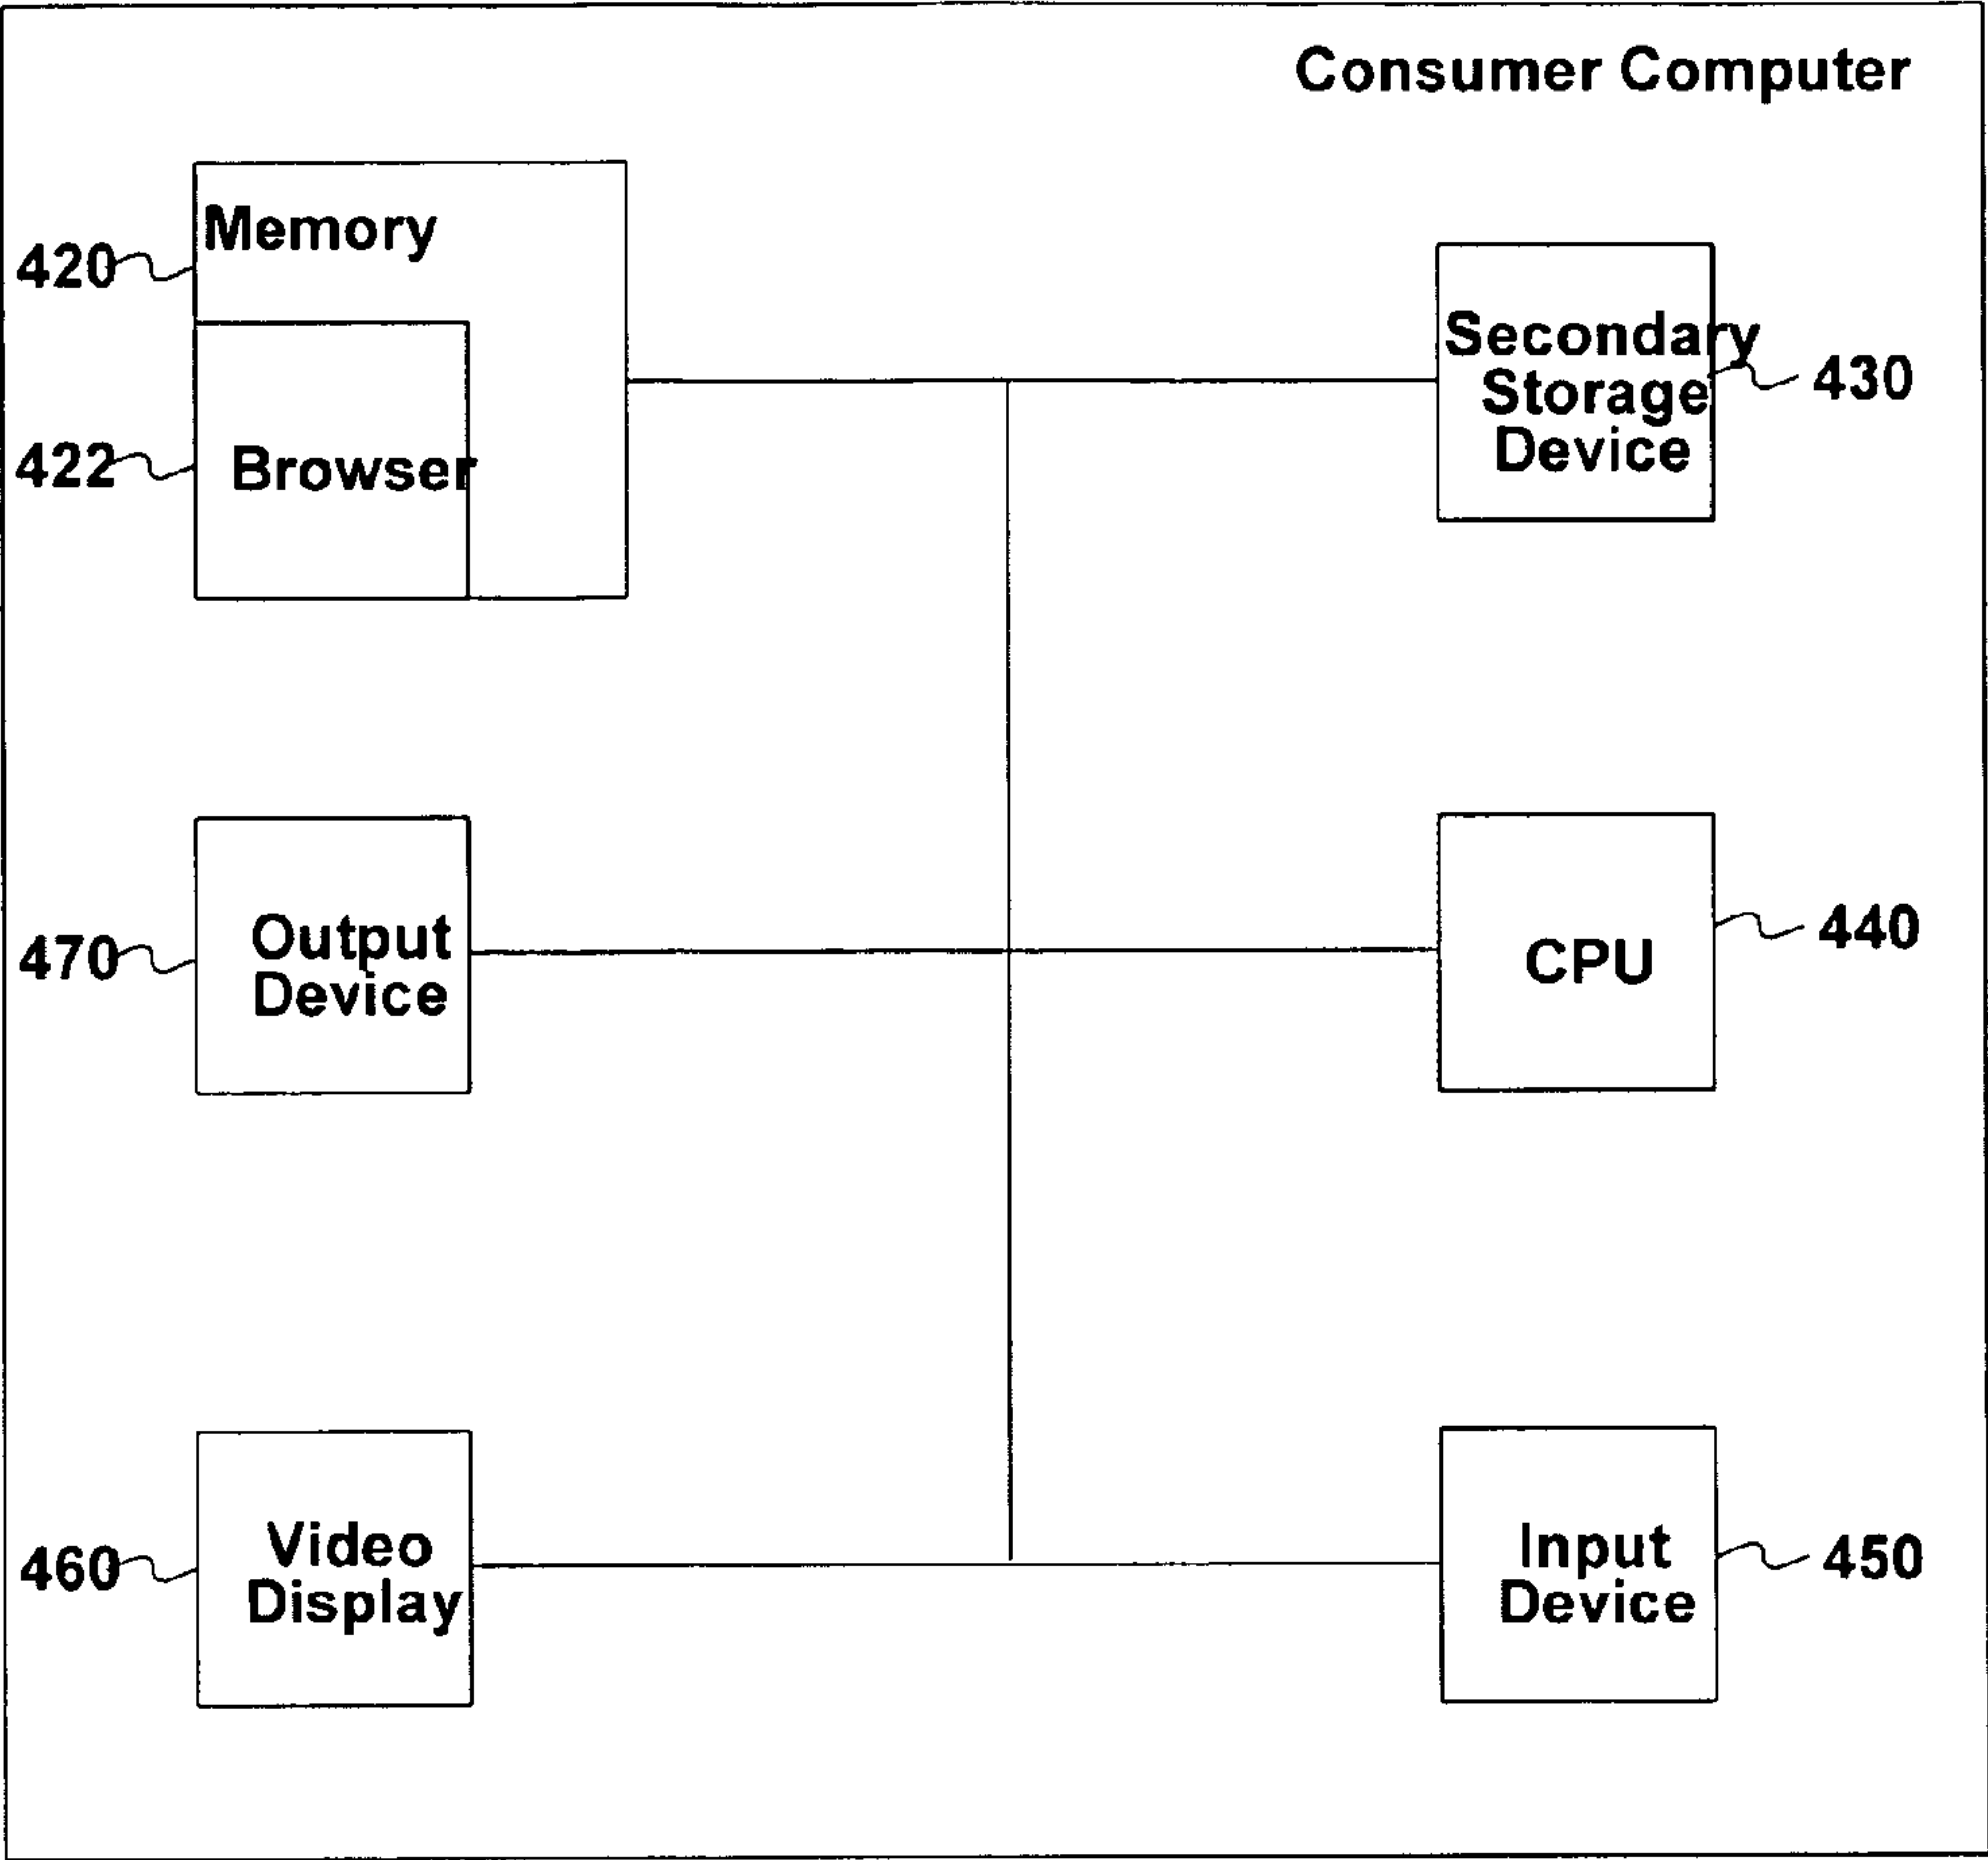 Consumer Computer
Memory
420
Secondary
Storage
Device
430
422
Browser
Output
Device
470
CPU
440
Video
Display
460
Input
Device
450